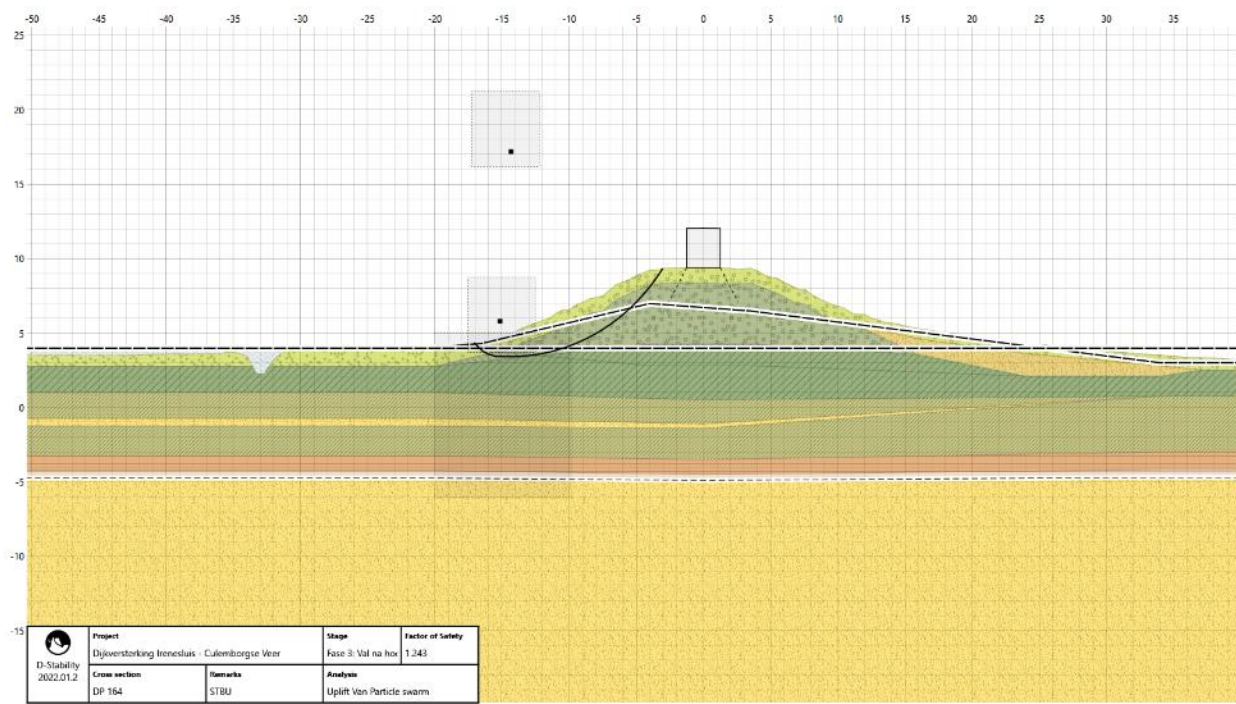 -50 -45 -40 -35 -30 -25 -20 -15 -10 -5 0 5 10 15 20 25 30 35
25
20
15
10
5
0
-5
-10
-15
D-Stability
2022.01.2
Project
Dijkversterking Irenesluis - Culemborgse Veer
Stage
Fase 3: Val na hoo
Factor of Safety
1.243
Cross section
DP 164
Remarks
STBU
Analysis
Uplift Van Particle swarm